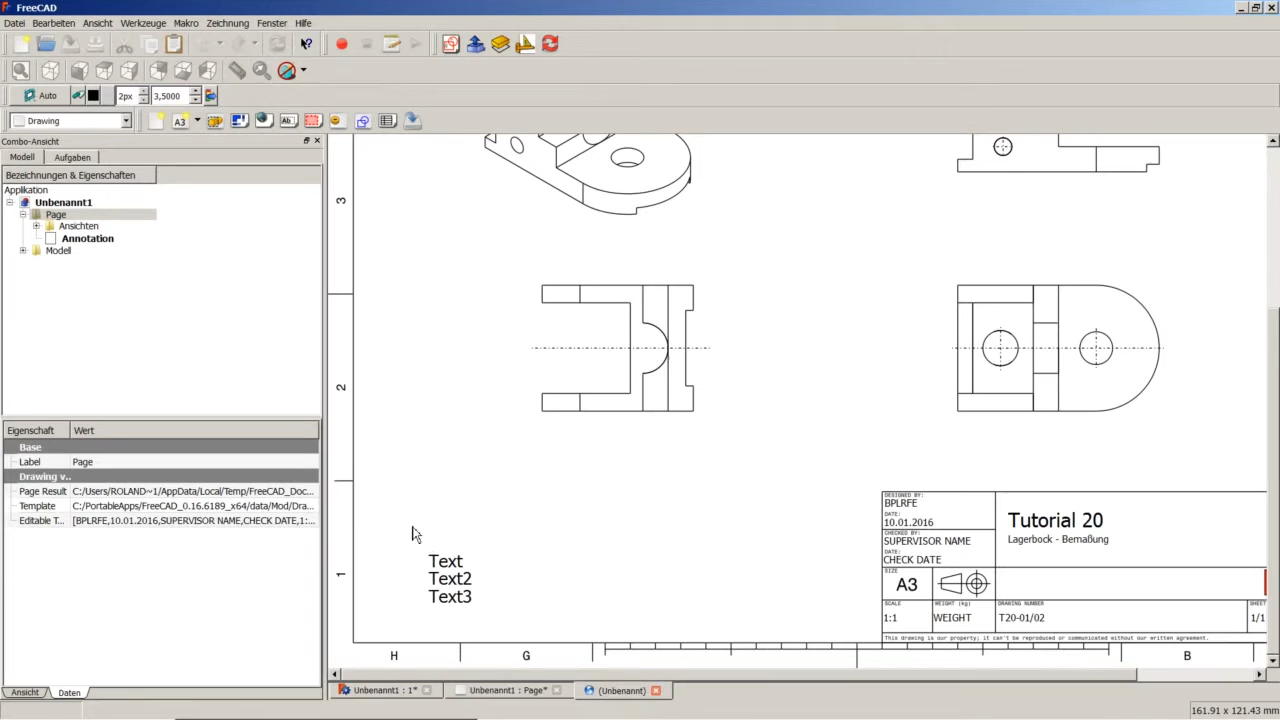 FreeCAD
Datei Bearbeiten Ansicht Werkzeuge Makro Zeichnung Fenster Hilfe
Auto 2px 3,5000
Drawing A3 Ab
Combo-Ansicht
Modell Aufgaben
Bezeichnungen & Eigenschaften
Applikation
Unbenannt1
Page
Ansichten
Annotation
Modell
Eigenschaft Wert
Base
Label Page
Drawing v..
Page Result C:/Users/ROLAND~1/AppData/Local/Temp/FreeCAD_Doc...
Template C:/PortableApps/FreeCAD_0.16.6189_x64/data/Mod/Dra...
Editable T... [BPLRFE,10.01.2016,SUPERVISOR NAME,CHECK DATE,1:...
Ansicht Daten
3
2
1
Text
Text2
Text3
DESIGNED BY:
BPLRFE
DATE:
10.01.2016
CHECKED BY:
SUPERVISOR NAME
DATE:
CHECK DATE
Tutorial 20
Lagerbock - Bemaßung
SIZE
A3
SCALE
1:1
WEIGHT (kg)
WEIGHT
DRAWING NUMBER
T20-01/02
SHEET
1/1
This drawing is our property; it can't be reproduced or communicated without our written agreement.
H G B
Unbenannt1 : 1* Unbenannt1 : Page* (Unbenannt)
161.91 x 121.43 mm